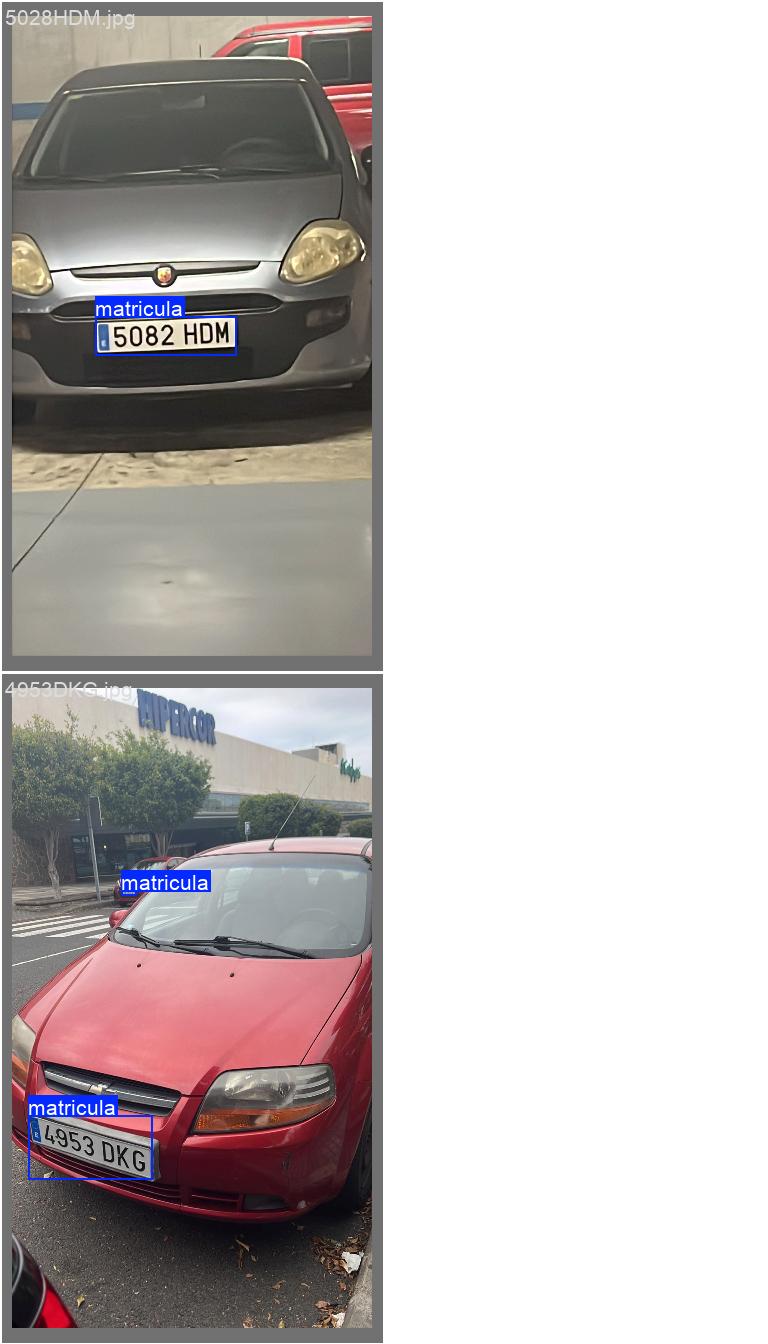 5028HDM.jpg
matricula
5082 HDM
E
4953DKG.jpg
HIPERCOR
matricula
matricula
4953 DKG
E